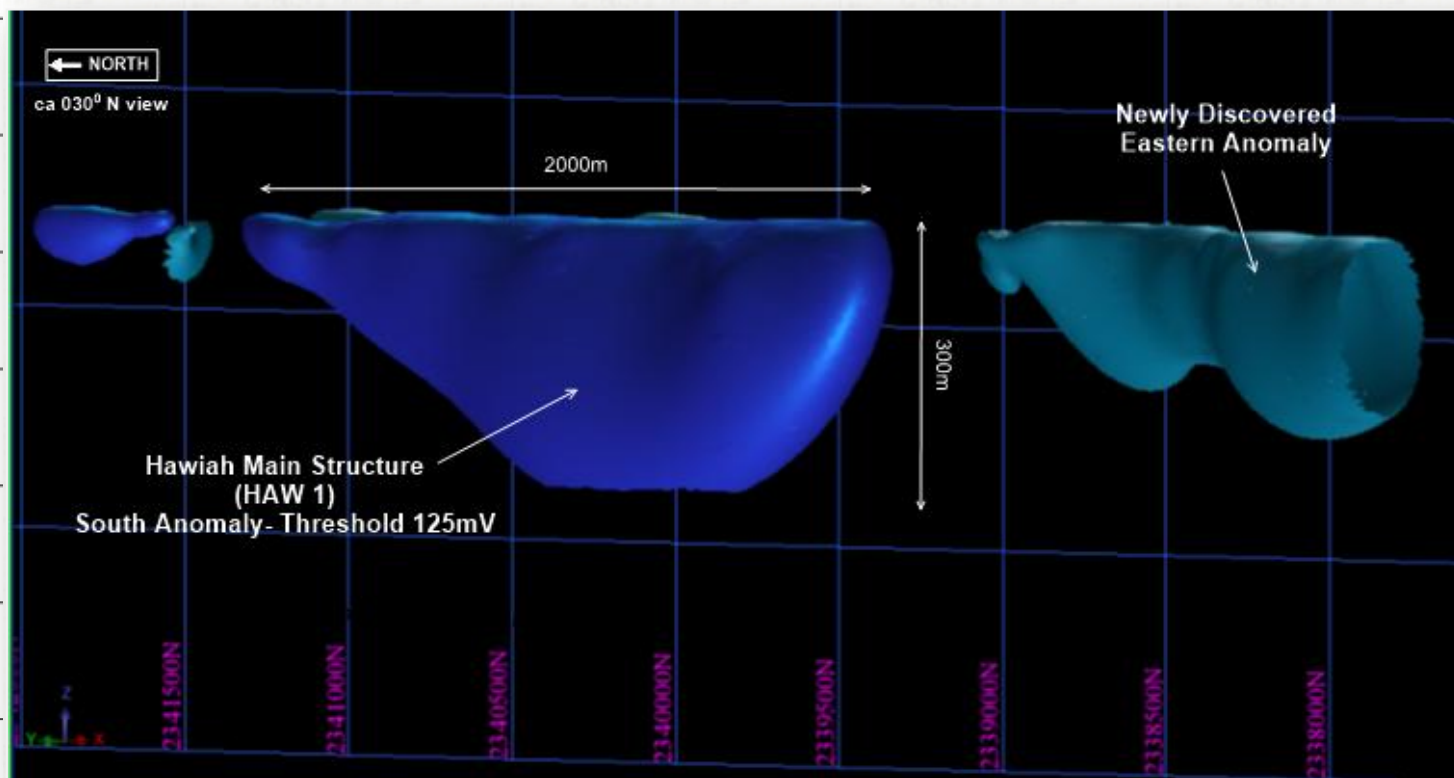 ← NORTH
ca 030⁰ N view
Newly Discovered
Eastern Anomaly
2000m
300m
Hawiah Main Structure
(HAW 1)
South Anomaly- Threshold 125mV
2341500N
2341000N
2340500N
2340000N
2339500N
2339000N
2338500N
2338000N
Z
Y
X